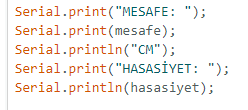 Serial.print("MESAFE: ");
Serial.print(mesafe);
Serial.println("CM");
Serial.print("HASASİYET: ");
Serial.println(hasasiyet);